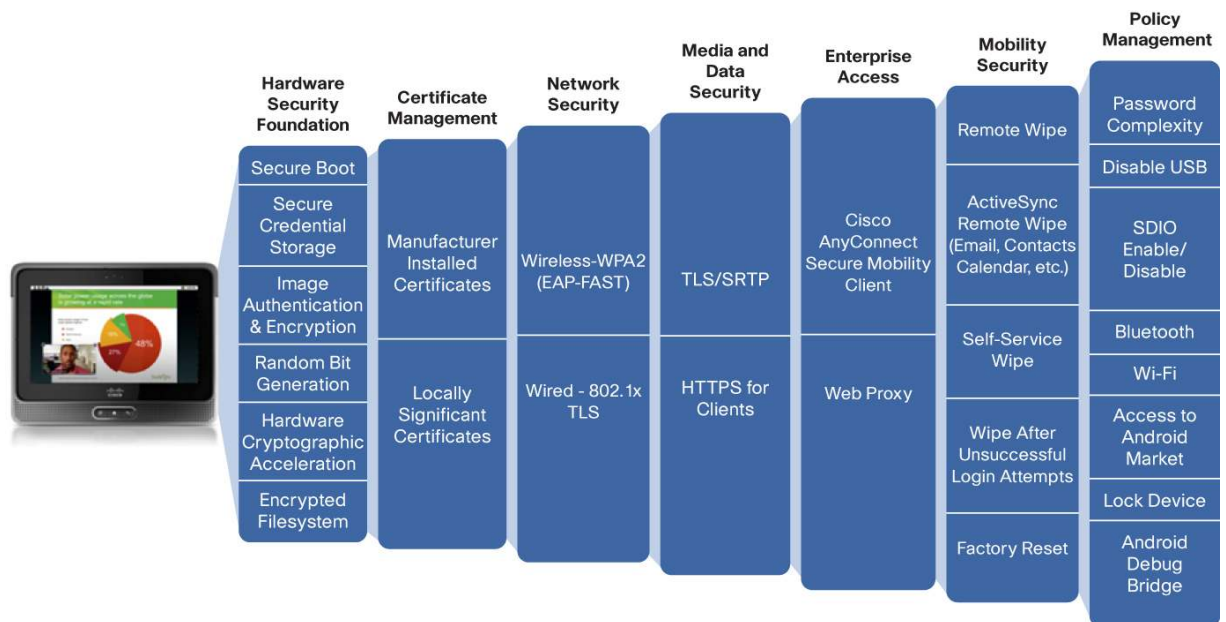 Hardware
Security
Foundation
Secure Boot
Secure
Credential
Storage
Image
Authentication
& Encryption
Random Bit
Generation
Hardware
Cryptographic
Acceleration
Encrypted
Filesystem
Certificate
Management
Manufacturer
Installed
Certificates
Locally
Significant
Certificates
Network
Security
Wireless-WPA2
(EAP-FAST)
Wired - 802.1x
TLS
Media and
Data
Security
TLS/SRTP
HTTPS for
Clients
Enterprise
Access
Cisco
AnyConnect
Secure Mobility
Client
Web Proxy
Mobility
Security
Remote Wipe
ActiveSync
Remote Wipe
(Email, Contacts
Calendar, etc.)
Self-Service
Wipe
Wipe After
Unsuccessful
Login Attempts
Factory Reset
Policy
Management
Password
Complexity
Disable USB
SDIO
Enable/
Disable
Bluetooth
Wi-Fi
Access to
Android
Market
Lock Device
Android
Debug
Bridge
48%
27%